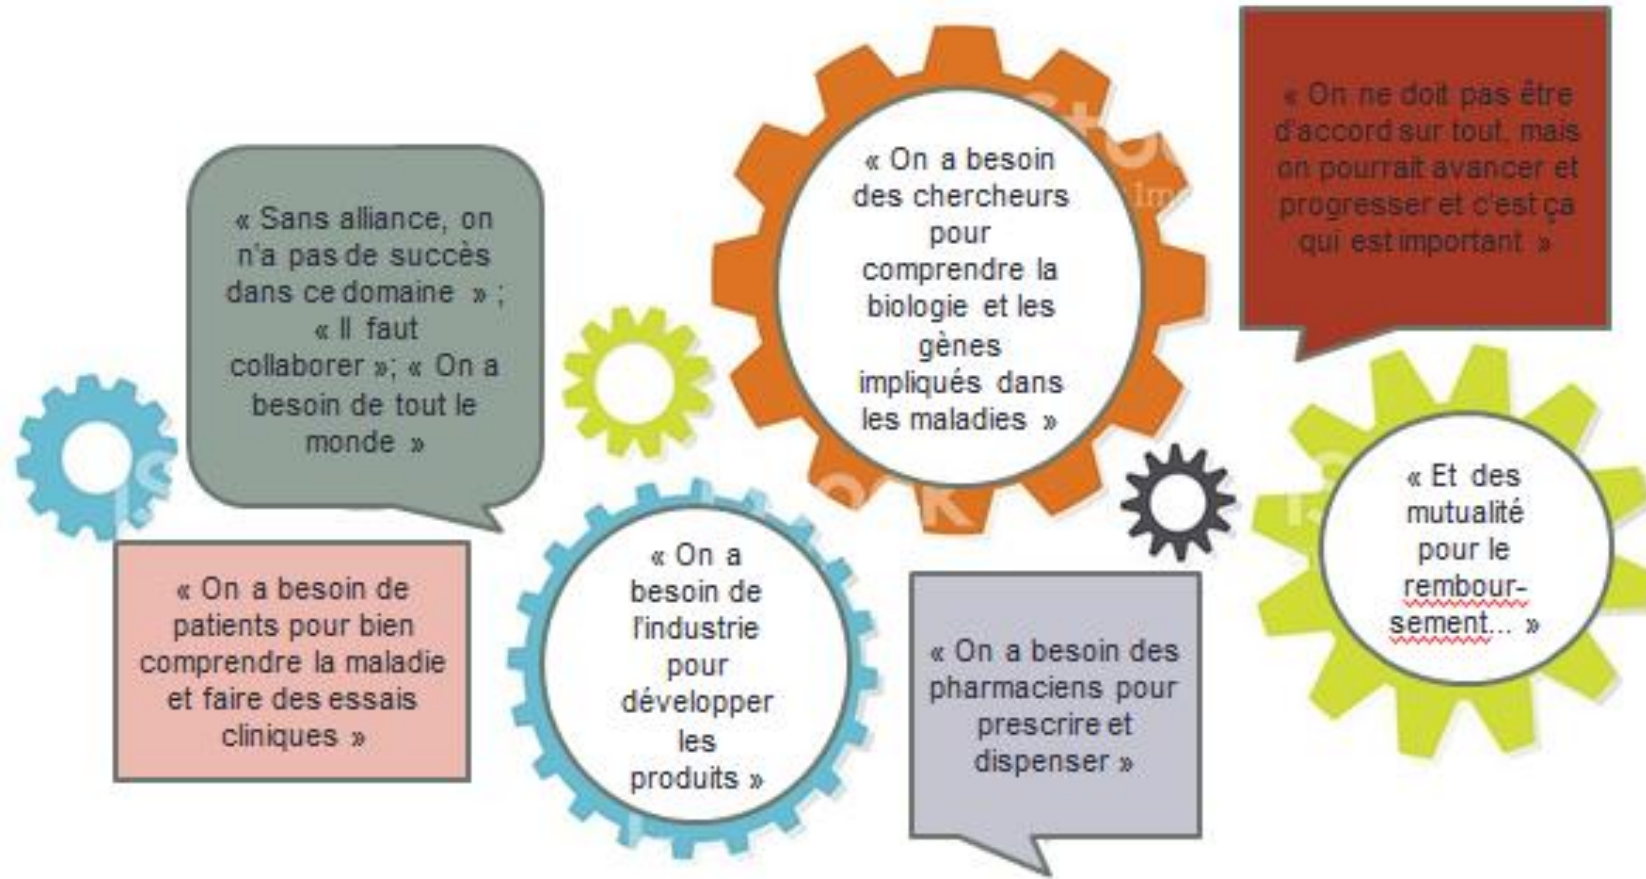 « Sans alliance, on
n'a pas de succès
dans ce domaine » ;
« Il faut
collaborer »; « On a
besoin de tout le
monde »
« On a besoin
des chercheurs
pour
comprendre la
biologie et les
gènes
impliqués dans
les maladies »
« On ne doit pas être
d'accord sur tout. mais
on pourrait avancer et
progresser et c'est ça
qui est important »
« On a besoin de
patients pour bien
comprendre la maladie
et faire des essais
cliniques »
« On a
besoin de
l'industrie
pour
développer
les
produits »
« On a besoin des
pharmaciens pour
prescrire et
dispenser »
« Et des
mutualité
pour le
rembour-
sement... »